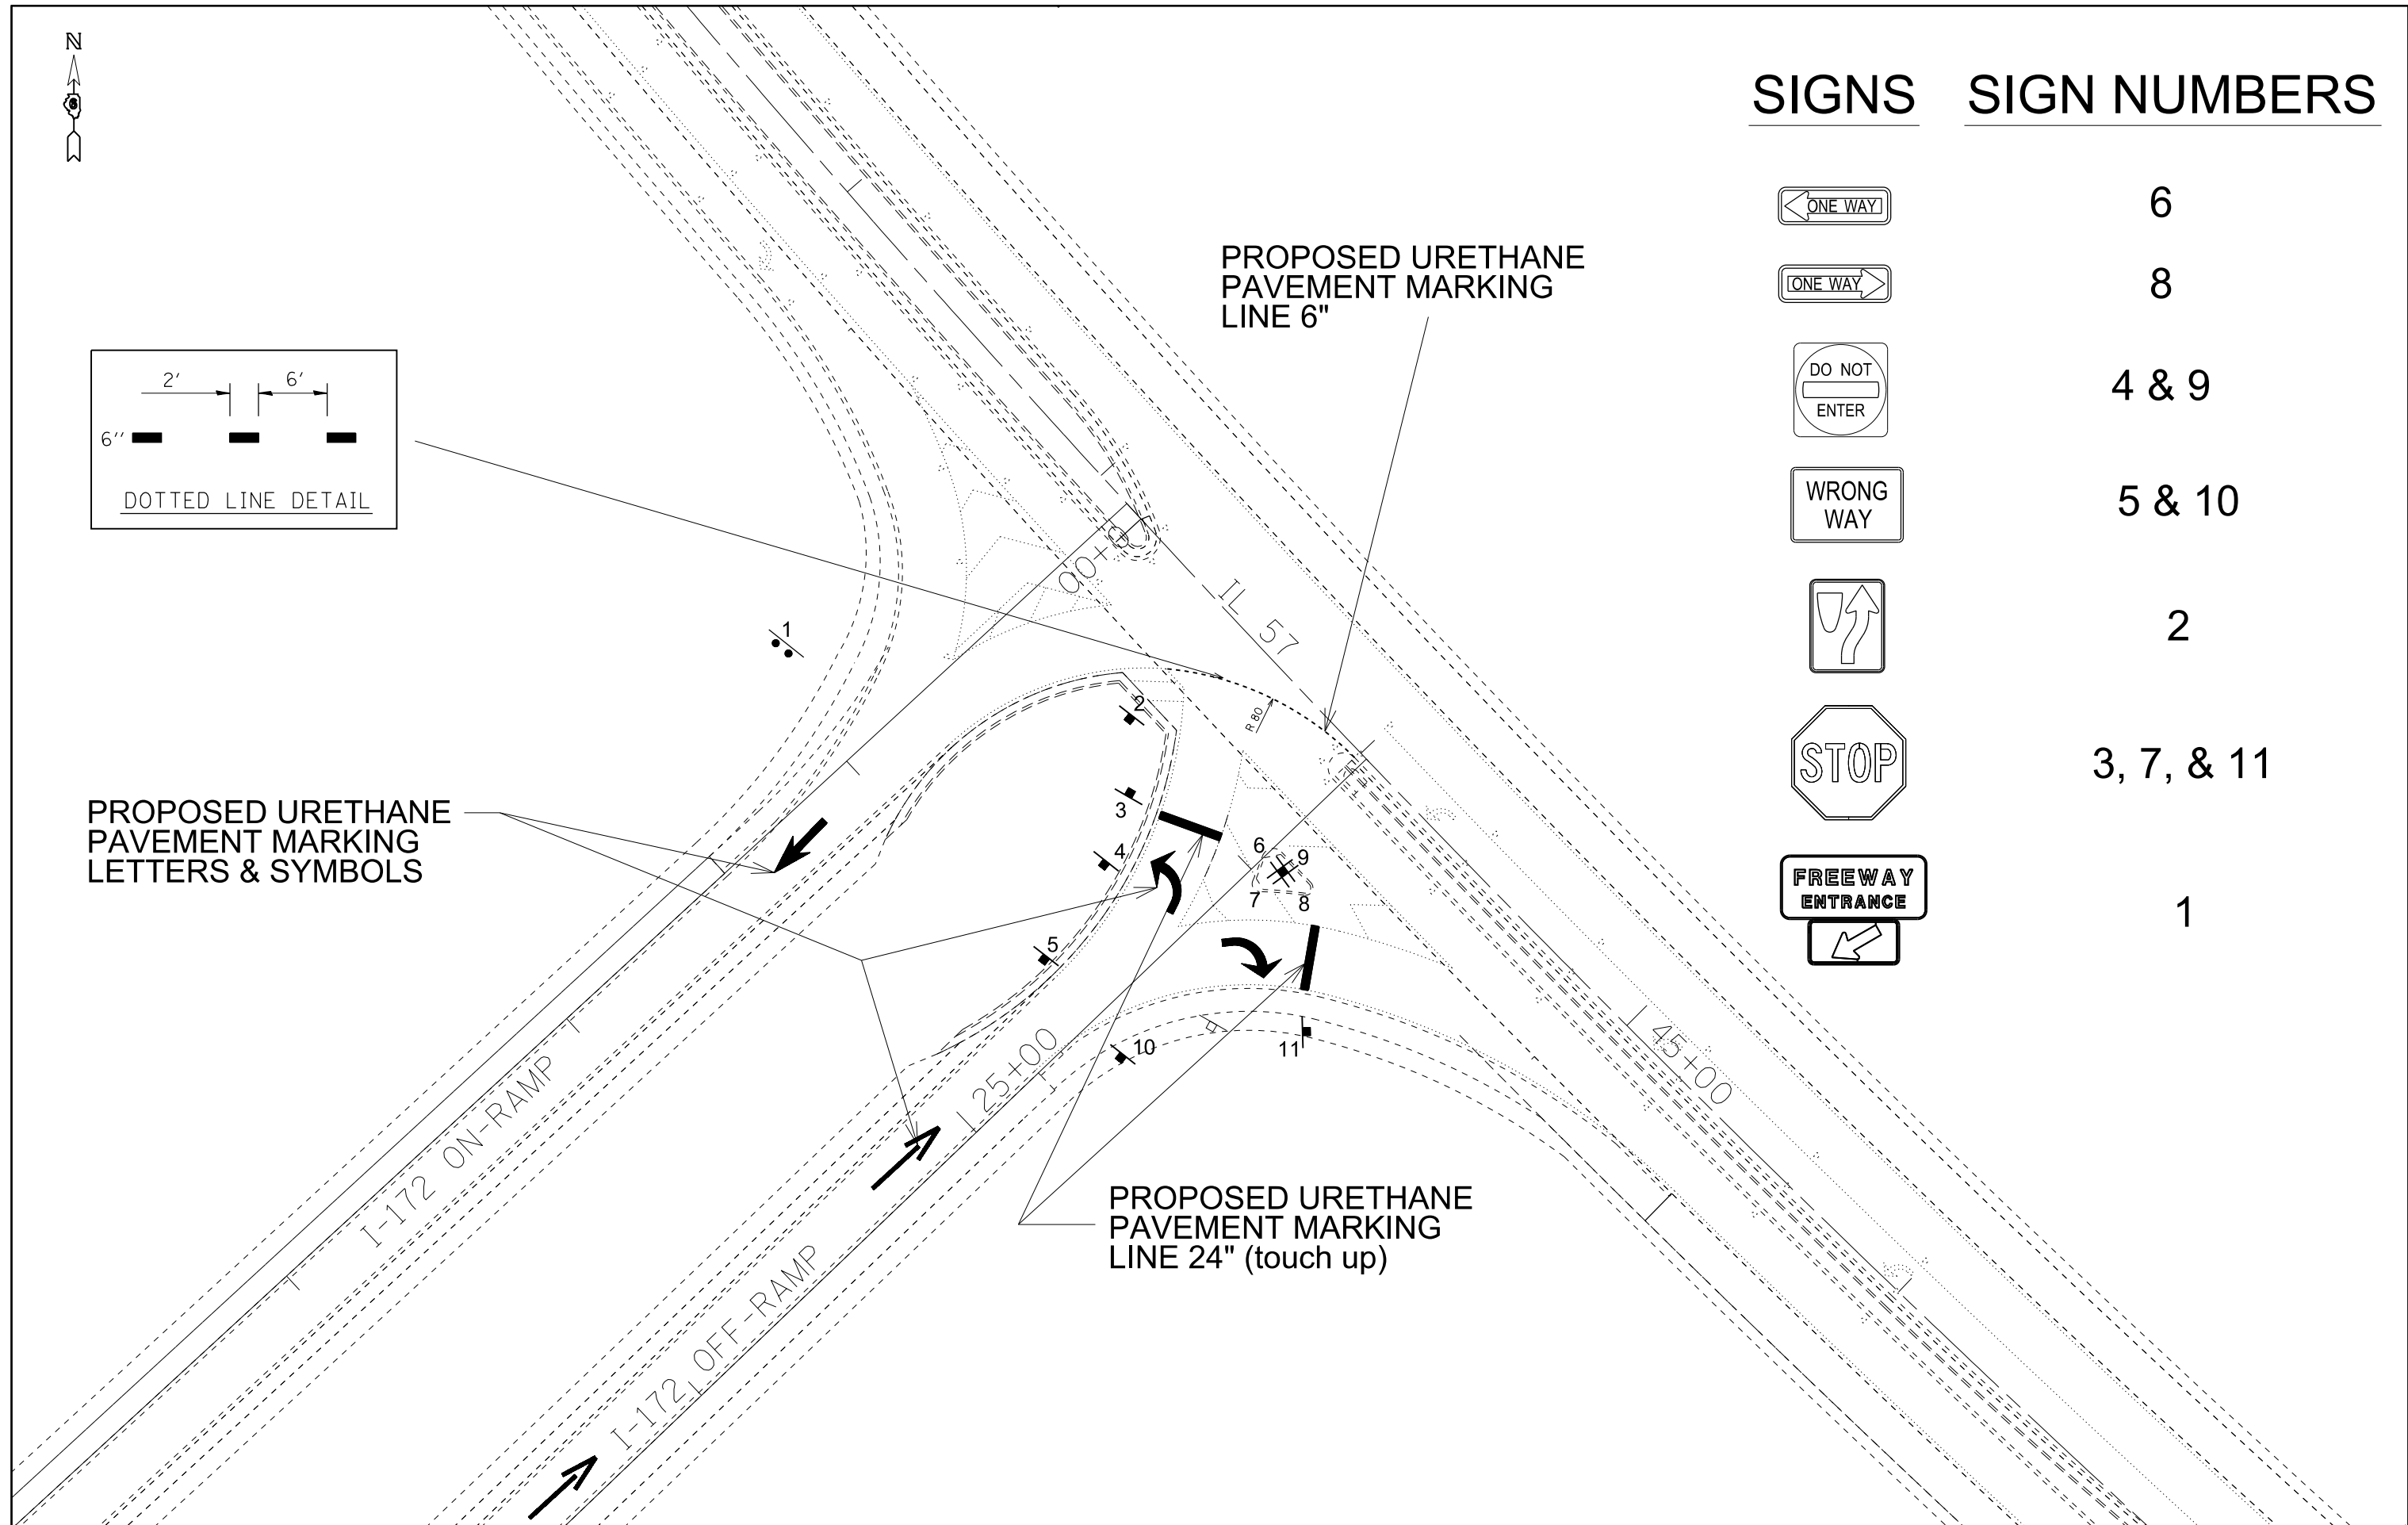 N
6
SIGNS SIGN NUMBERS
ONE WAY 6
ONE WAY 8
DO NOT
ENTER
4 & 9
WRONG
WAY
5 & 10
2
STOP 3, 7, & 11
FREEWAY
ENTRANCE
1
PROPOSED URETHANE
PAVEMENT MARKING
LINE 6"
2' 6'
6''
DOTTED LINE DETAIL
IL 57
R 80
1
2
3
4
5
6
9
7
8
10
11
PROPOSED URETHANE
PAVEMENT MARKING
LETTERS & SYMBOLS
25+00
45+00
I-172 ON-RAMP
I-172 OFF-RAMP
PROPOSED URETHANE
PAVEMENT MARKING
LINE 24" (touch up)